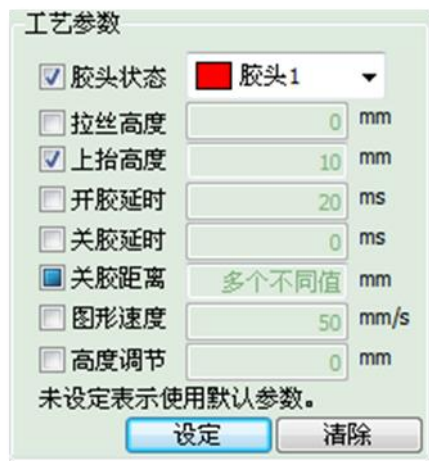 工艺参数
胶头状态 胶头1
拉丝高度 0 mm
上抬高度 10 mm
开胶延时 20 ms
关胶延时 0 ms
关胶距离 多个不同值 mm
图形速度 50 mm/s
高度调节 0 mm
未设定表示使用默认参数。
设定 清除